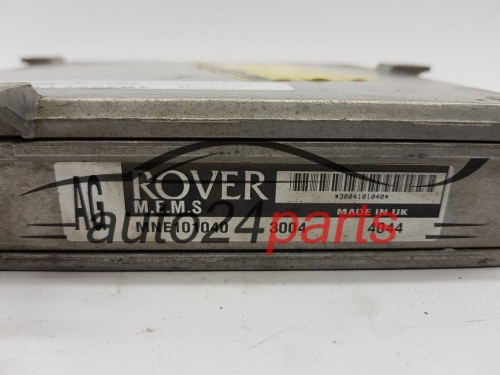 AG
ROVER
M.E.M.S
*3004101040*
MADE IN UK
MNE101040 3004 4044
auto24parts